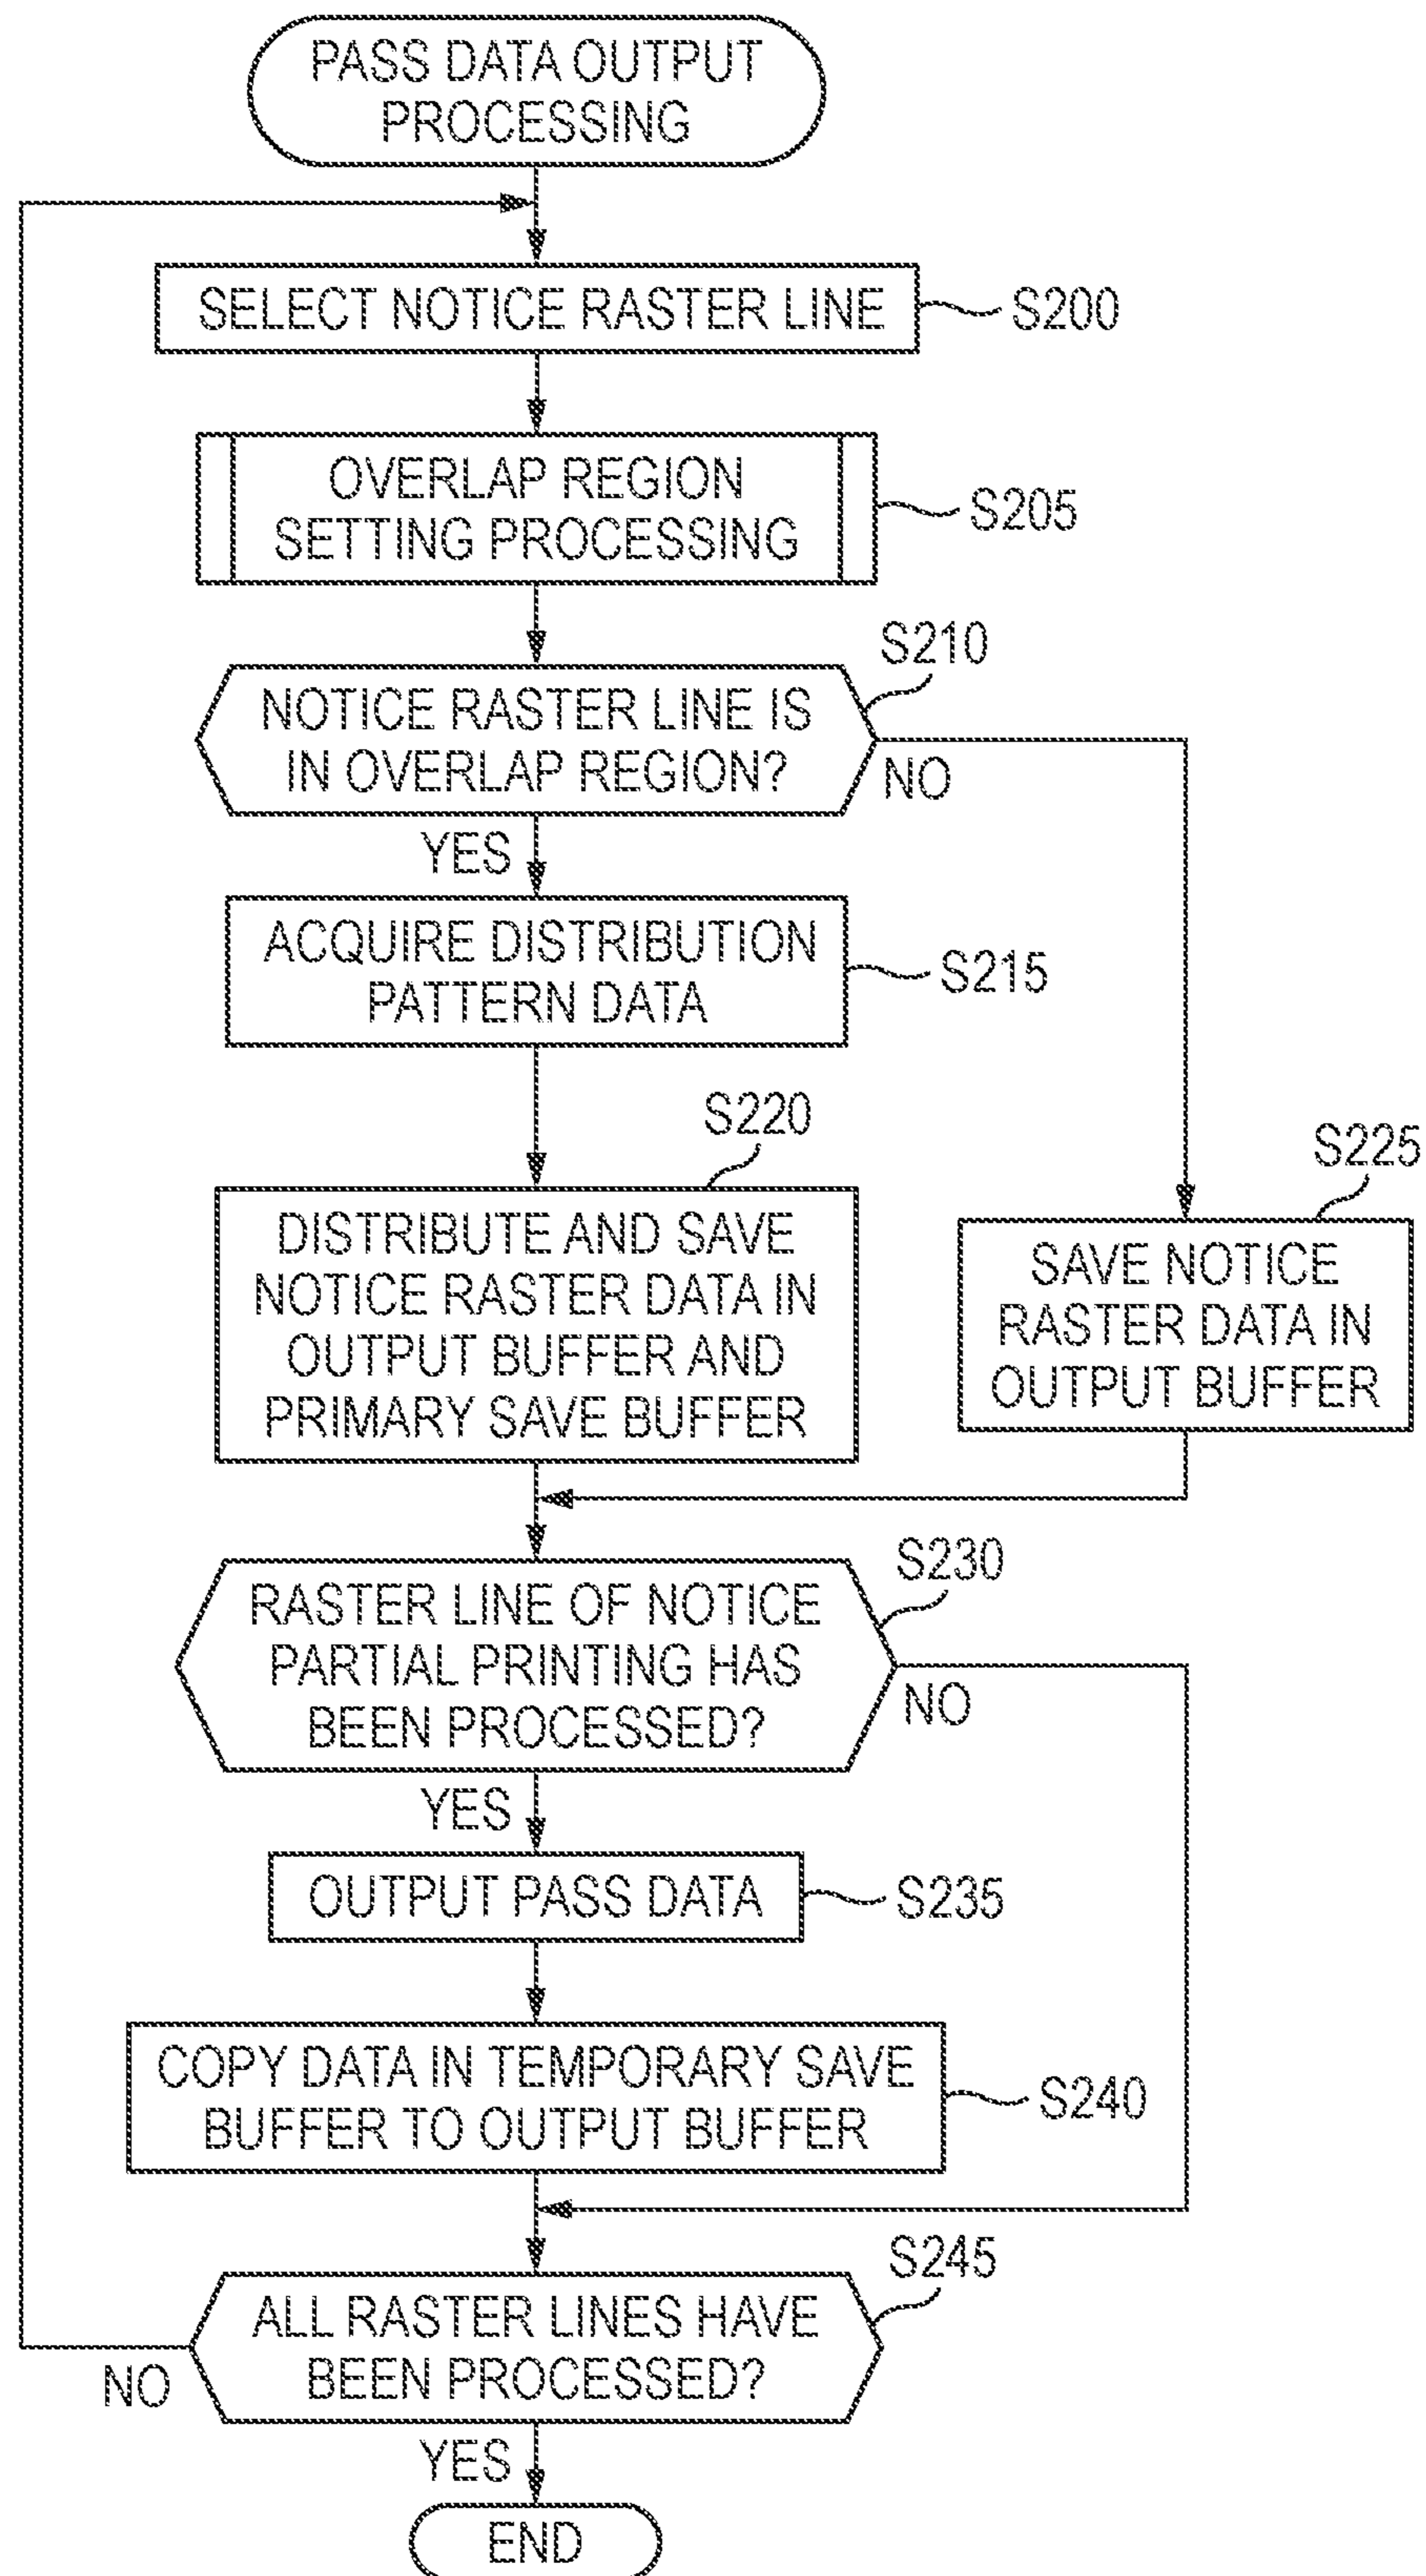 PASS DATA OUTPUT
PROCESSING
SELECT NOTICE RASTER LINE
S200
OVERLAP REGION
SETTING PROCESSING
S205
S210
NOTICE RASTER LINE IS
IN OVERLAP REGION?
NO
YES
ACQUIRE DISTRIBUTION
PATTERN DATA
S215
S220
DISTRIBUTE AND SAVE
NOTICE RASTER DATA IN
OUTPUT BUFFER AND
PRIMARY SAVE BUFFER
S225
SAVE NOTICE
RASTER DATA IN
OUTPUT BUFFER
S230
RASTER LINE OF NOTICE
PARTIAL PRINTING HAS
BEEN PROCESSED?
NO
YES
OUTPUT PASS DATA
S235
COPY DATA IN TEMPORARY SAVE
BUFFER TO OUTPUT BUFFER
S240
S245
ALL RASTER LINES HAVE
BEEN PROCESSED?
NO
YES
END